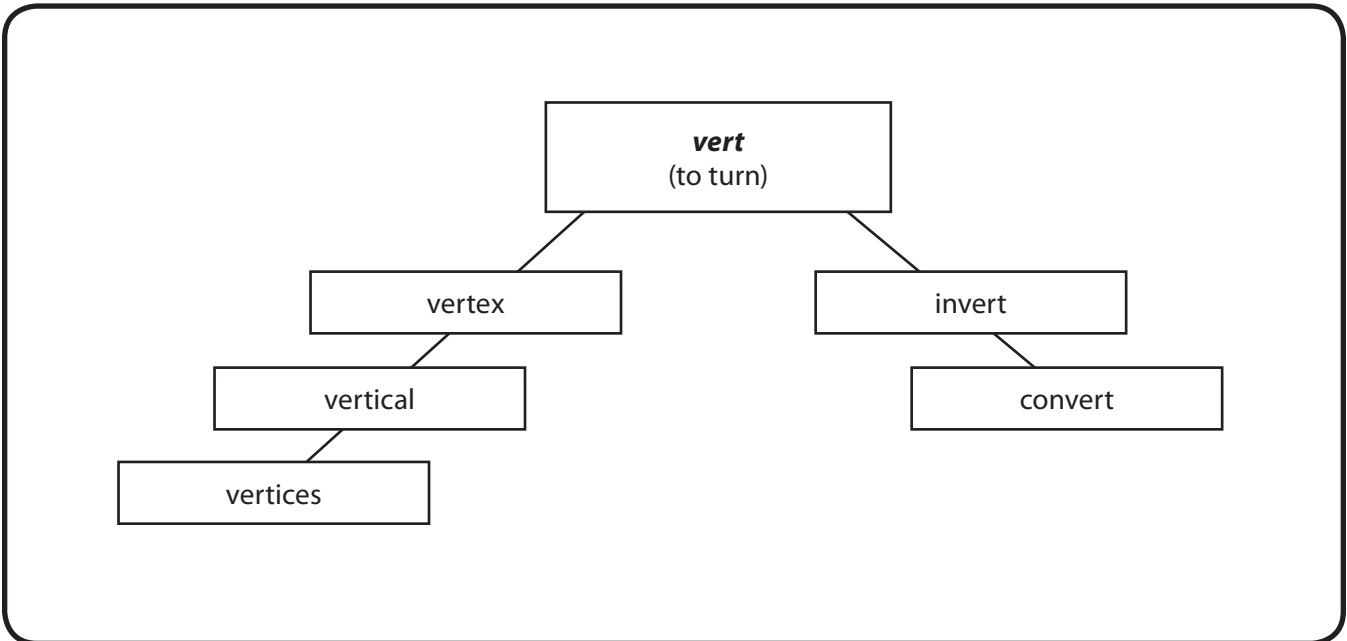 vert
(to turn)
vertex
invert
vertical
convert
vertices